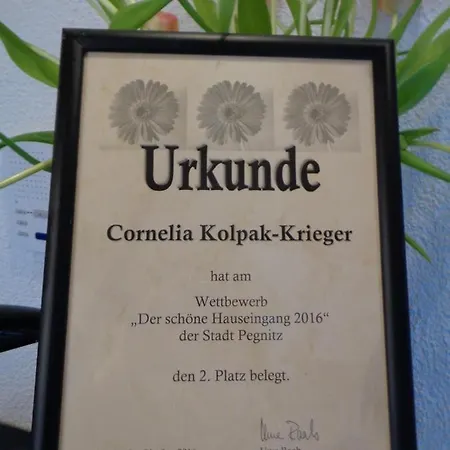 Urkunde
Cornelia Kolpak-Krieger
hat am
Wettbewerb
„Der schöne Hauseingang 2016“
der Stadt Pegnitz
den 2. Platz belegt.